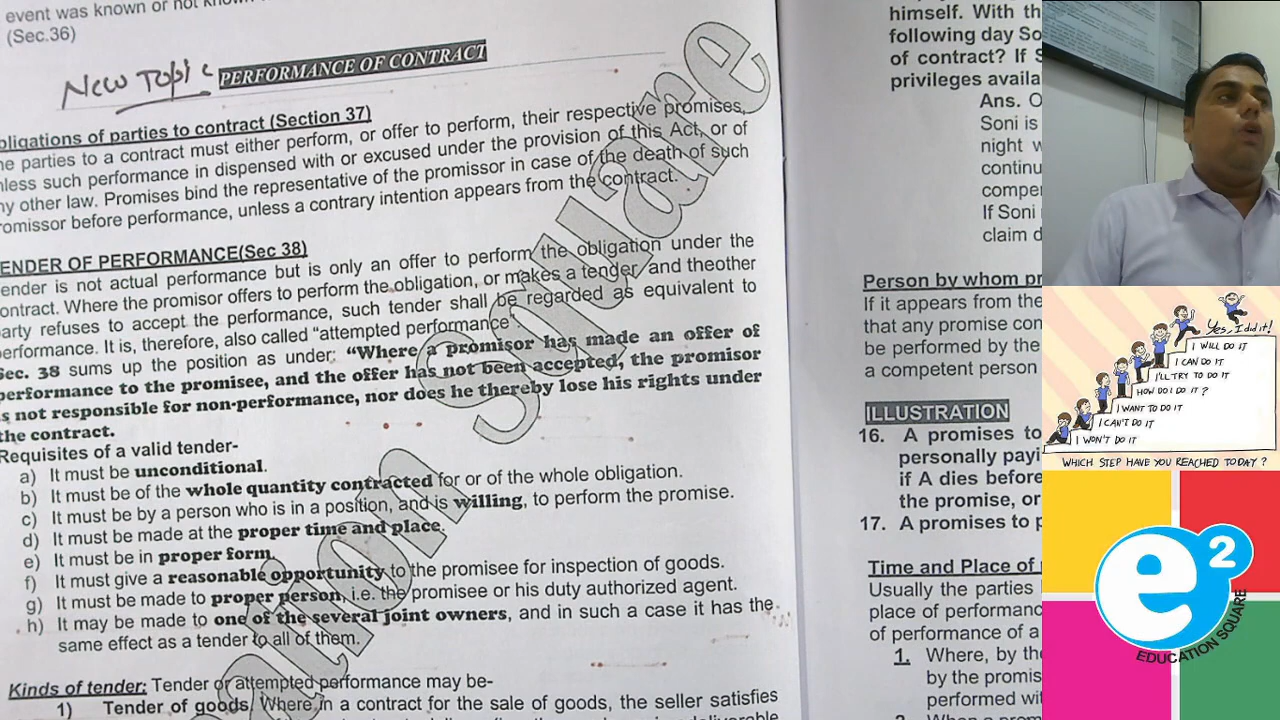 event was known or not
(Sec.36)
New Topic
PERFORMANCE OF CONTRACT
bligations of parties to contract (Section 37)
he parties to a contract must either perform, or offer to perform, their respective promises,
nless such performance in dispensed with or excused under the provision of this Act, or of
ny other law. Promises bind the representative of the promissor in case of the death of such
romissor before performance, unless a contrary intention appears from the contract.
ENDER OF PERFORMANCE(Sec 38)
ender is not actual performance but is only an offer to perform the obligation under the
ontract. Where the promisor offers to perform the obligation, or makes a tender, and theother
arty refuses to accept the performance, such tender shall be regarded as equivalent to
erformance. It is, therefore, also called “attempted performance”.
Sec. 38 sums up the position as under: “Where a promisor has made an offer of
performance to the promisee, and the offer has not been accepted, the promisor
is not responsible for non-performance, nor does he thereby lose his rights under
the contract.
Requisites of a valid tender-
a) It must be unconditional.
b) It must be of the whole quantity contracted for or of the whole obligation.
c) It must be by a person who is in a position, and is willing, to perform the promise.
d) It must be made at the proper time and place.
e) It must be in proper form.
f) It must give a reasonable opportunity to the promisee for inspection of goods.
g) It must be made to proper person, i.e. the promisee or his duty authorized agent.
h) It may be made to one of the several joint owners, and in such a case it has the
same effect as a tender to all of them.
Kinds of tender: Tender or attempted performance may be-
1) Tender of goods. Where in a contract for the sale of goods, the seller satisfies
ation Square
himself. With th
following day So
of contract? If S
privileges availa
Ans. O
Soni is
night w
continu
compe
If Soni
claim d
Person by whom pr
If it appears from the
that any promise con
be performed by the
a competent person
ILLUSTRATION
16. A promises to
personally payi
if A dies before
the promise, or
17. A promises to p
Time and Place of
Usually the parties
place of performanc
of performance of a
1. Where, by the
by the promis
performed wit
2. When a prom
Yes, I did it!
I WILL DO IT
I CAN DO IT
I'LL TRY TO DO IT
HOW DO I DO IT ?
I WANT TO DO IT
I CAN'T DO IT
I WON'T DO IT
WHICH STEP HAVE YOU REACHED TODAY ?
e2
EDUCATION SQUARE